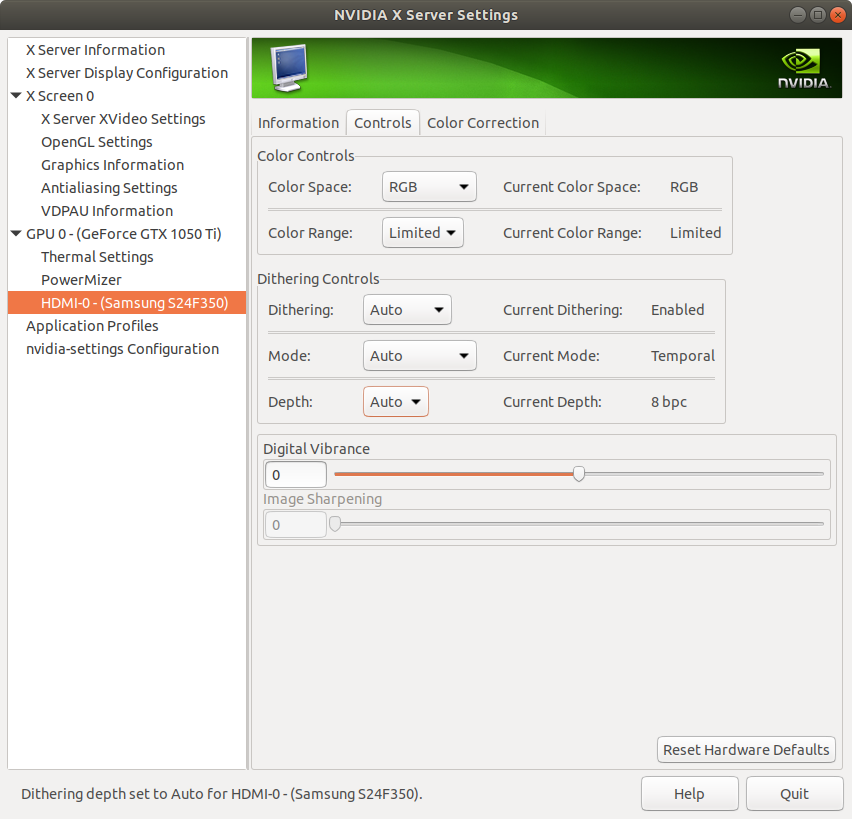 NVIDIA X Server Settings
X Server Information
X Server Display Configuration
X Screen 0
X Server XVideo Settings
OpenGL Settings
Graphics Information
Antialiasing Settings
VDPAU Information
GPU 0 - (GeForce GTX 1050 Ti)
Thermal Settings
PowerMizer
HDMI-0 - (Samsung S24F350)
Application Profiles
nvidia-settings Configuration
NVIDIA.
Information Controls Color Correction
Color Controls
Color Space: RGB Current Color Space: RGB
Color Range: Limited Current Color Range: Limited
Dithering Controls
Dithering: Auto Current Dithering: Enabled
Mode: Auto Current Mode: Temporal
Depth: Auto Current Depth: 8 bpc
Digital Vibrance
0
Image Sharpening
0
Reset Hardware Defaults
Dithering depth set to Auto for HDMI-0 - (Samsung S24F350). Help Quit